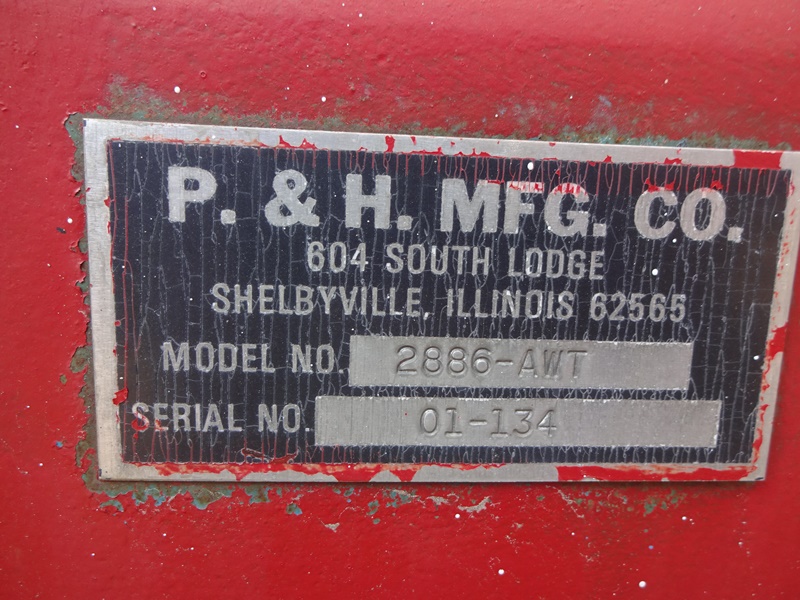 P. & H. MFG. CO.
604 SOUTH LODGE
SHELBYVILLE, ILLINOIS 62565
MODEL NO. 2886-AWT
SERIAL NO. 01-134